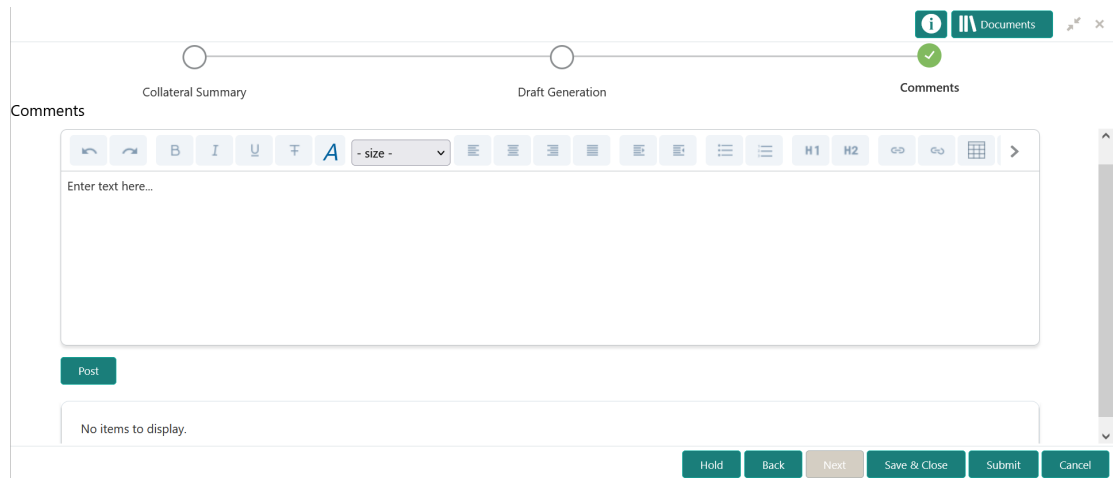 Documents
Collateral Summary
Draft Generation
Comments
Comments
B I U T A - size - H1 H2
Enter text here...
Post
No items to display.
Hold Back Next Save & Close Submit Cancel